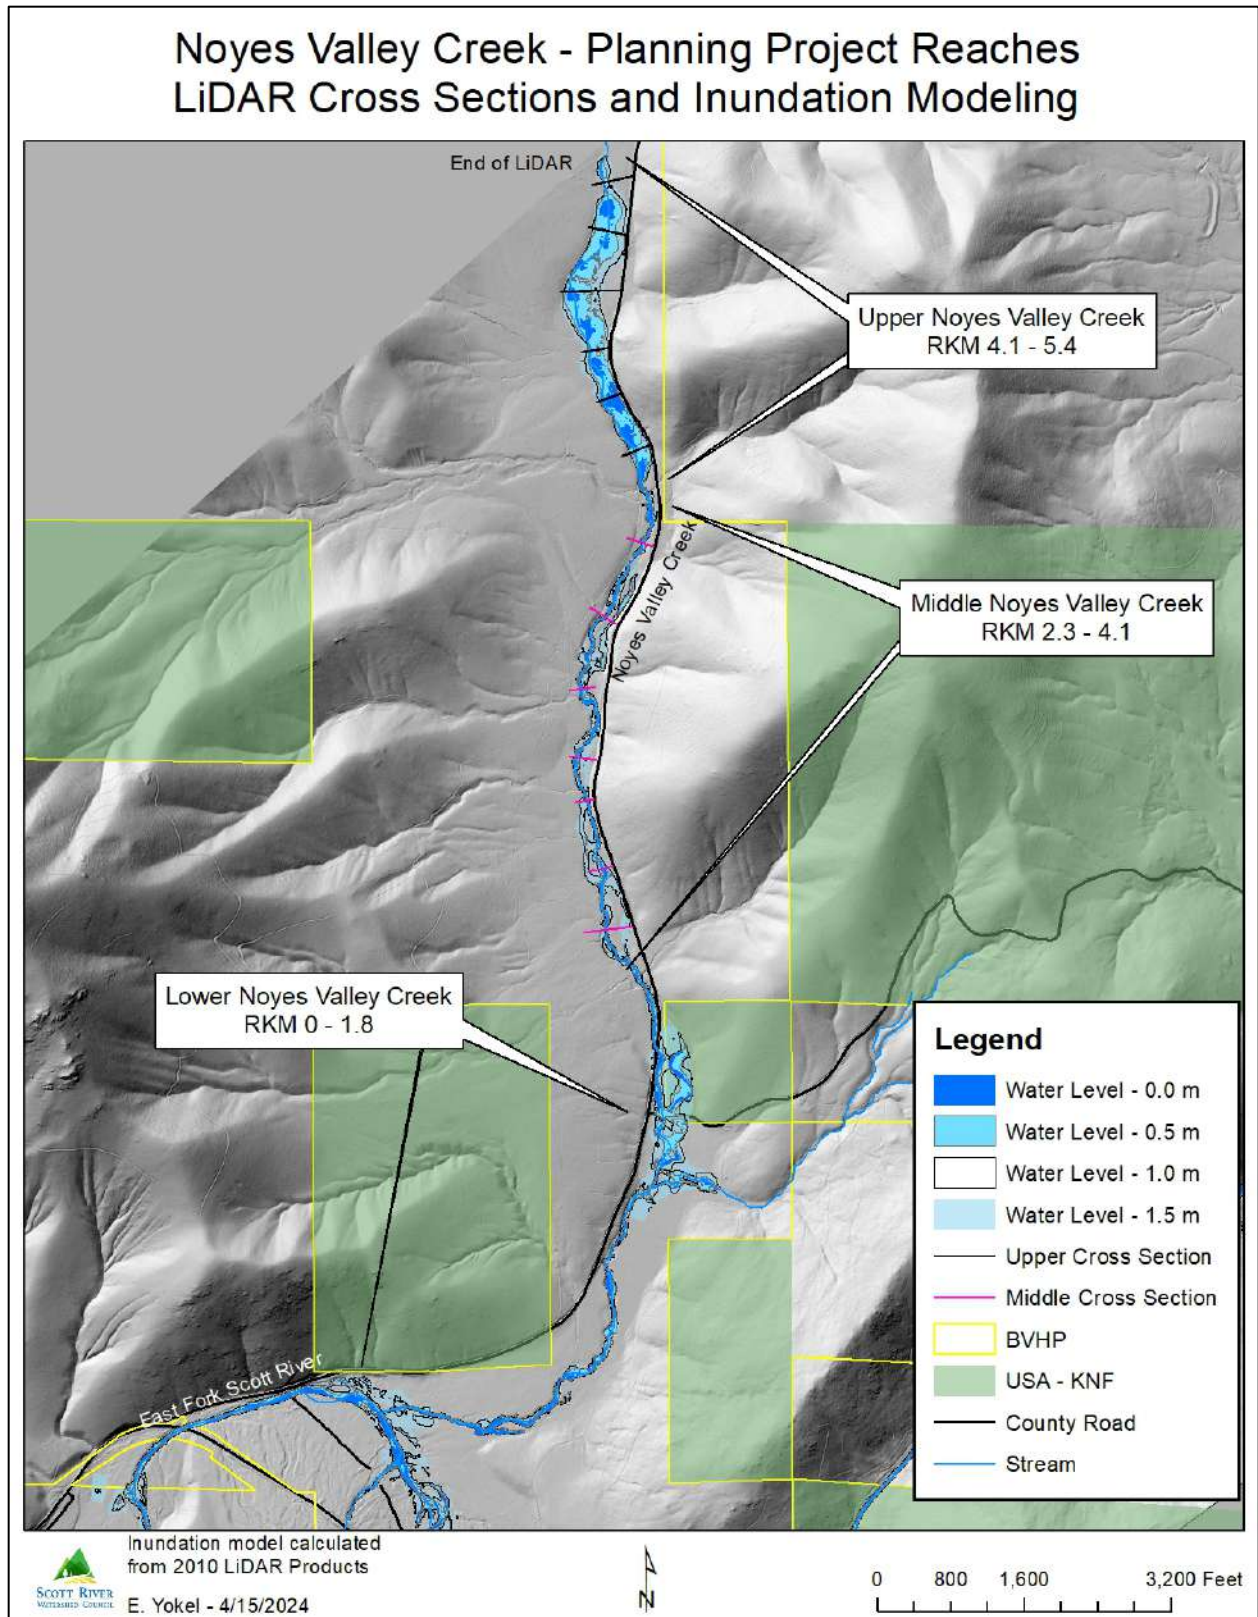 Noyes Valley Creek - Planning Project Reaches
LiDAR Cross Sections and Inundation Modeling
End of LiDAR
Upper Noyes Valley Creek
RKM 4.1 - 5.4
Middle Noyes Valley Creek
RKM 2.3 - 4.1
Noyes Valley Creek
Lower Noyes Valley Creek
RKM 0 - 1.8
East Fork Scott River
Legend
Water Level - 0.0 m
Water Level - 0.5 m
Water Level - 1.0 m
Water Level - 1.5 m
Upper Cross Section
Middle Cross Section
BVHP
USA - KNF
County Road
Stream
Inundation model calculated
from 2010 LiDAR Products
E. Yokel - 4/15/2024
SCOTT RIVER
WATERSHED COUNCIL
N
0 800 1,600 3,200 Feet